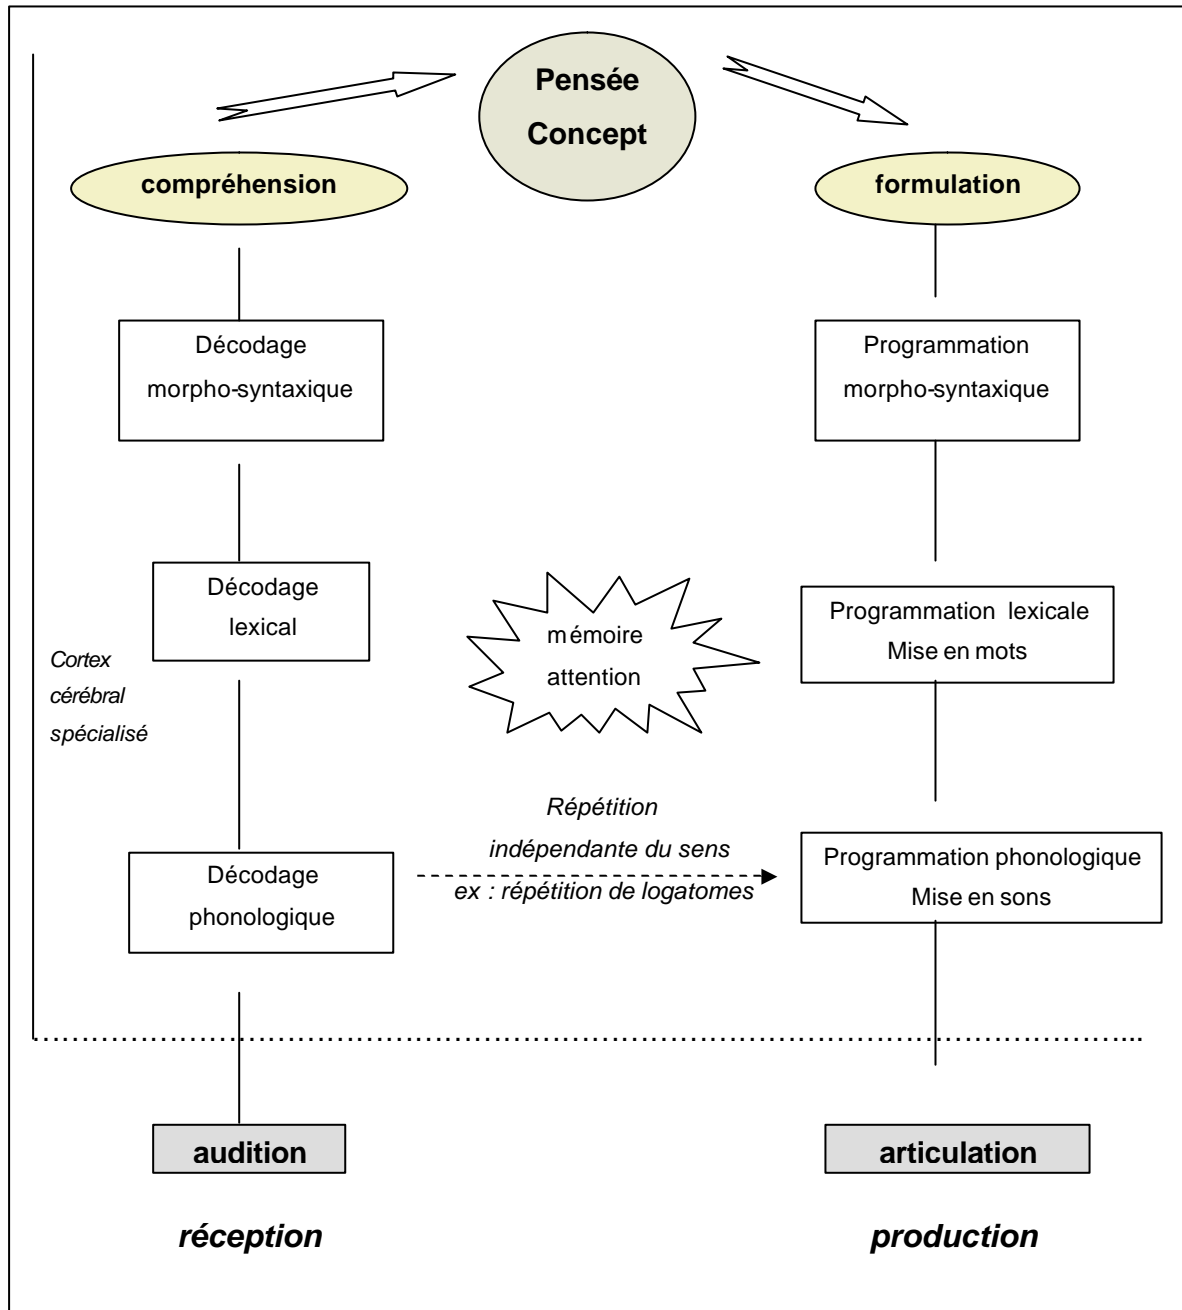 Pensée
Concept
compréhension
formulation
Décodage
morpho-syntaxique
Programmation
morpho-syntaxique
Décodage
lexical
mémoire
attention
Programmation lexicale
Mise en mots
Cortex
cérébral
spécialisé
Répétition
indépendante du sens
ex : répétition de logatomes
Décodage
phonologique
Programmation phonologique
Mise en sons
audition
articulation
réception
production